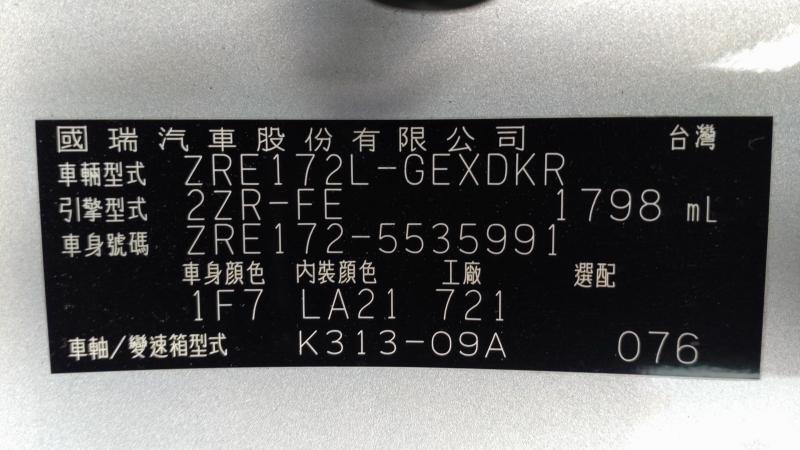 國瑞汽車股份有限公司 台灣
車輛型式 ZRE172L-GEXDKR
引擎型式 2ZR-FE 1798 mL
車身號碼 ZRE172-5535991
車身顏色 內裝顏色 工廠 選配
1F7 LA21 721
車軸/變速箱型式 K313-09A 076